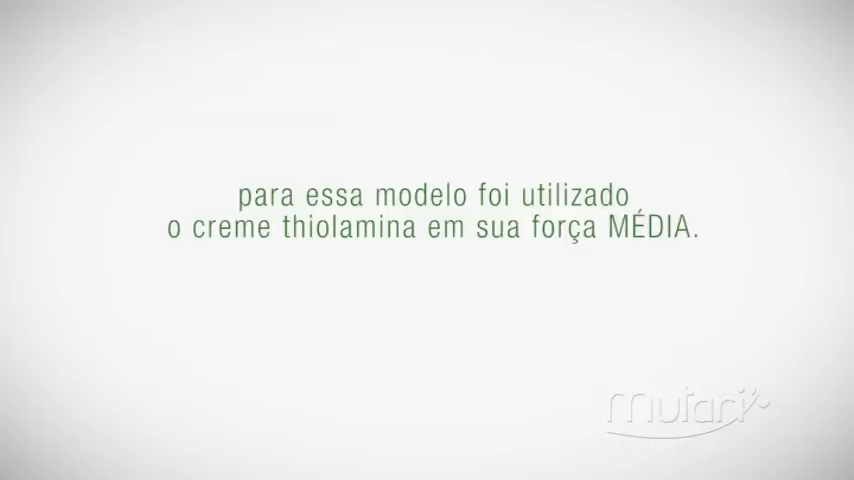 para essa modelo foi utilizado
o creme thiolamina em sua força MÉDIA.
mutari